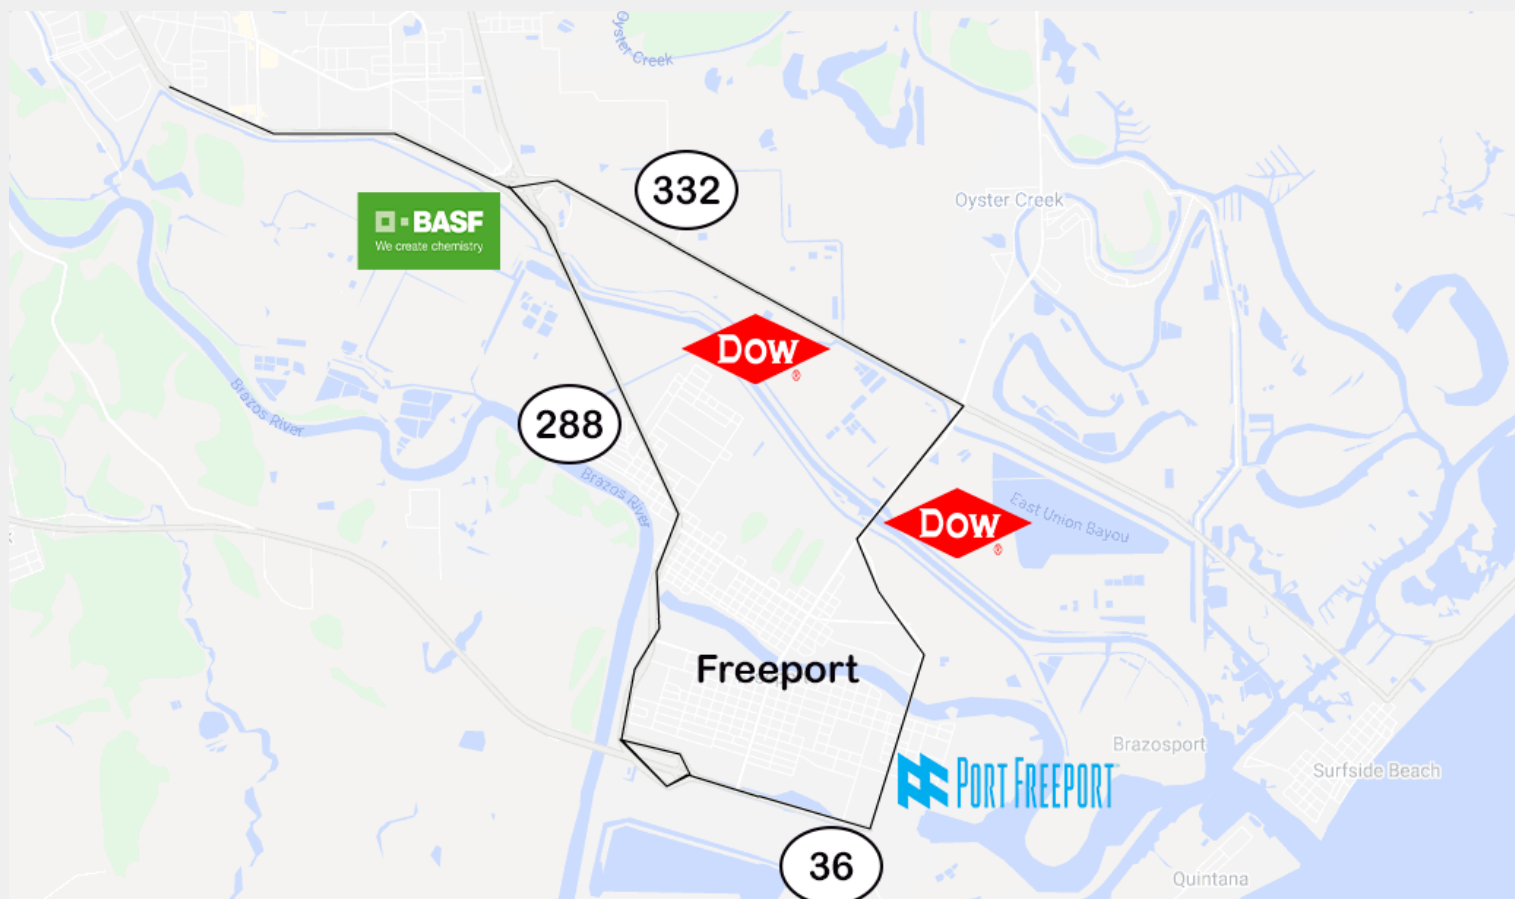 Oyster
Creek
332
Oyster Creek
BASF
We create chemistry
Dow
®
288
Brazos River
Brazos River
Dow
®
East Union Bayou
Freeport
Brazosport
PORT FREEPORT
Surfside Beach
36
Quintana